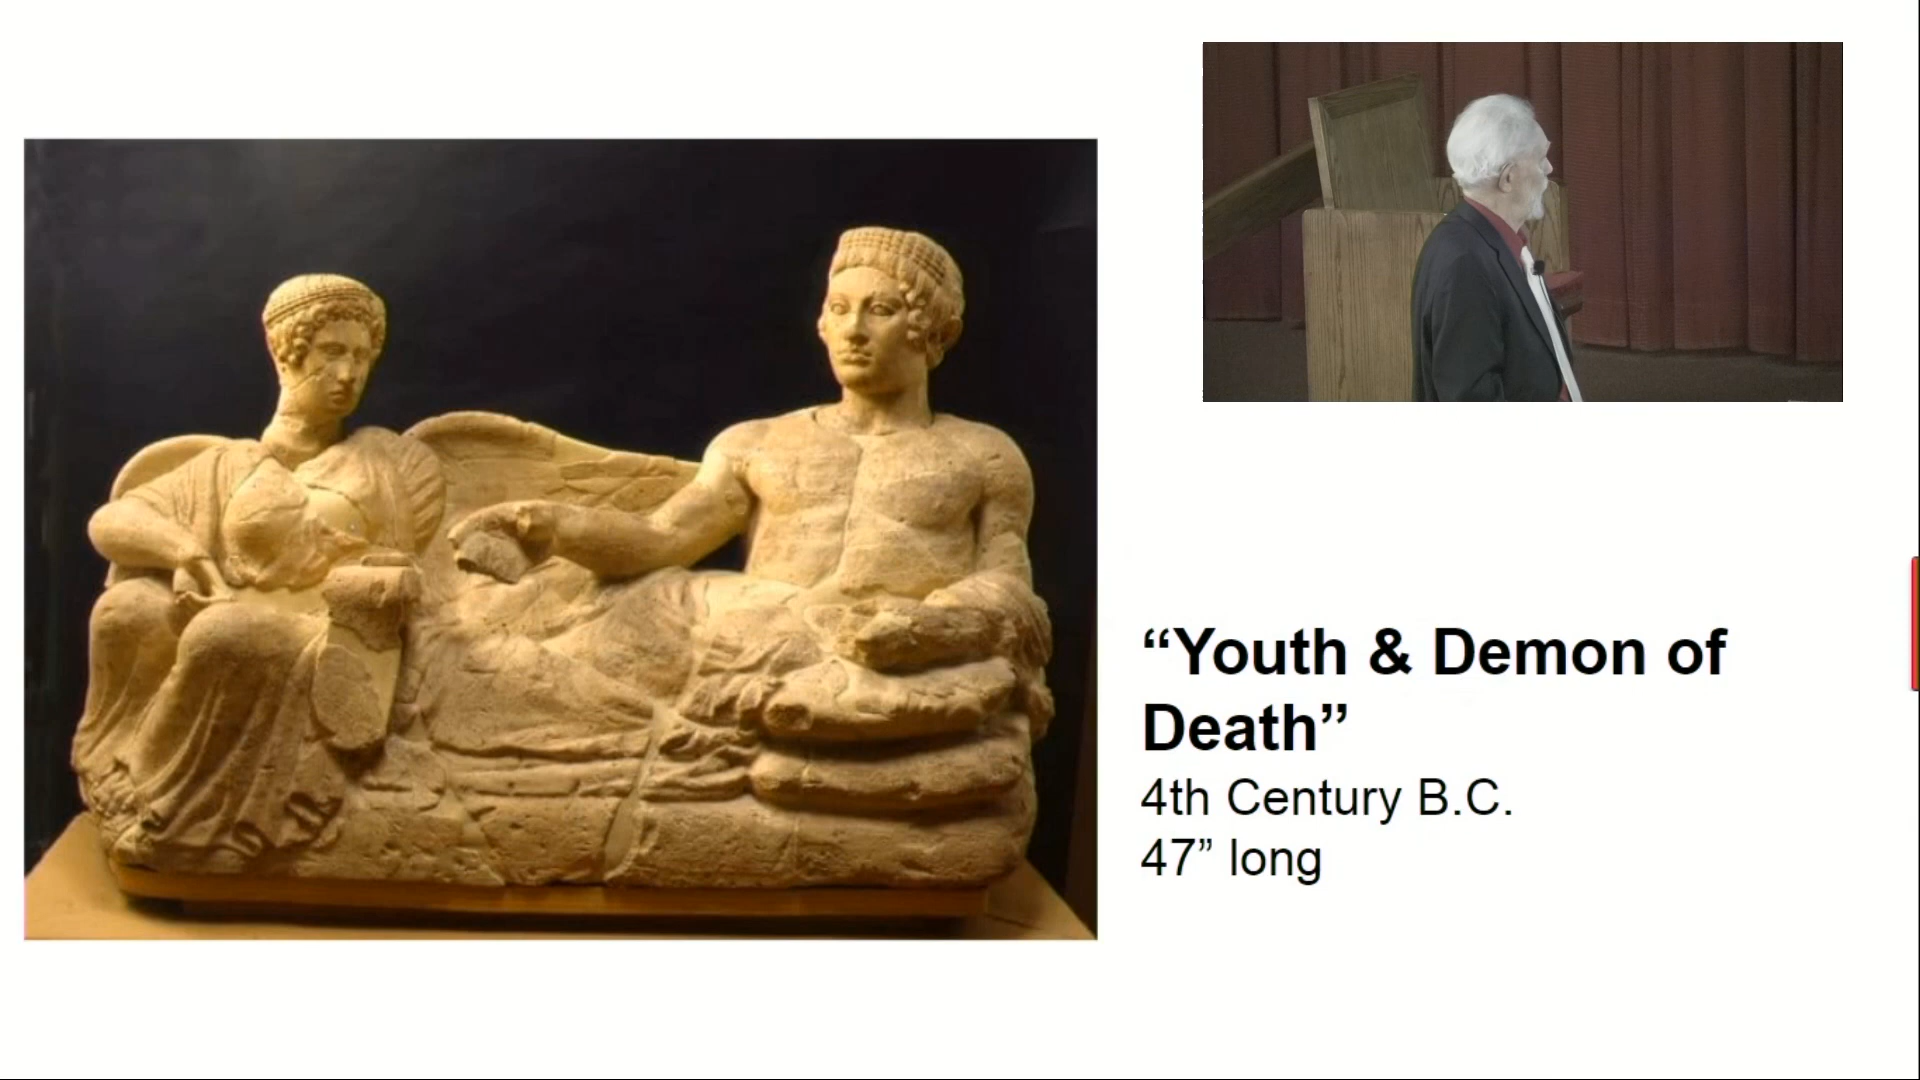 “Youth & Demon of
Death”
4th Century B.C.
47” long